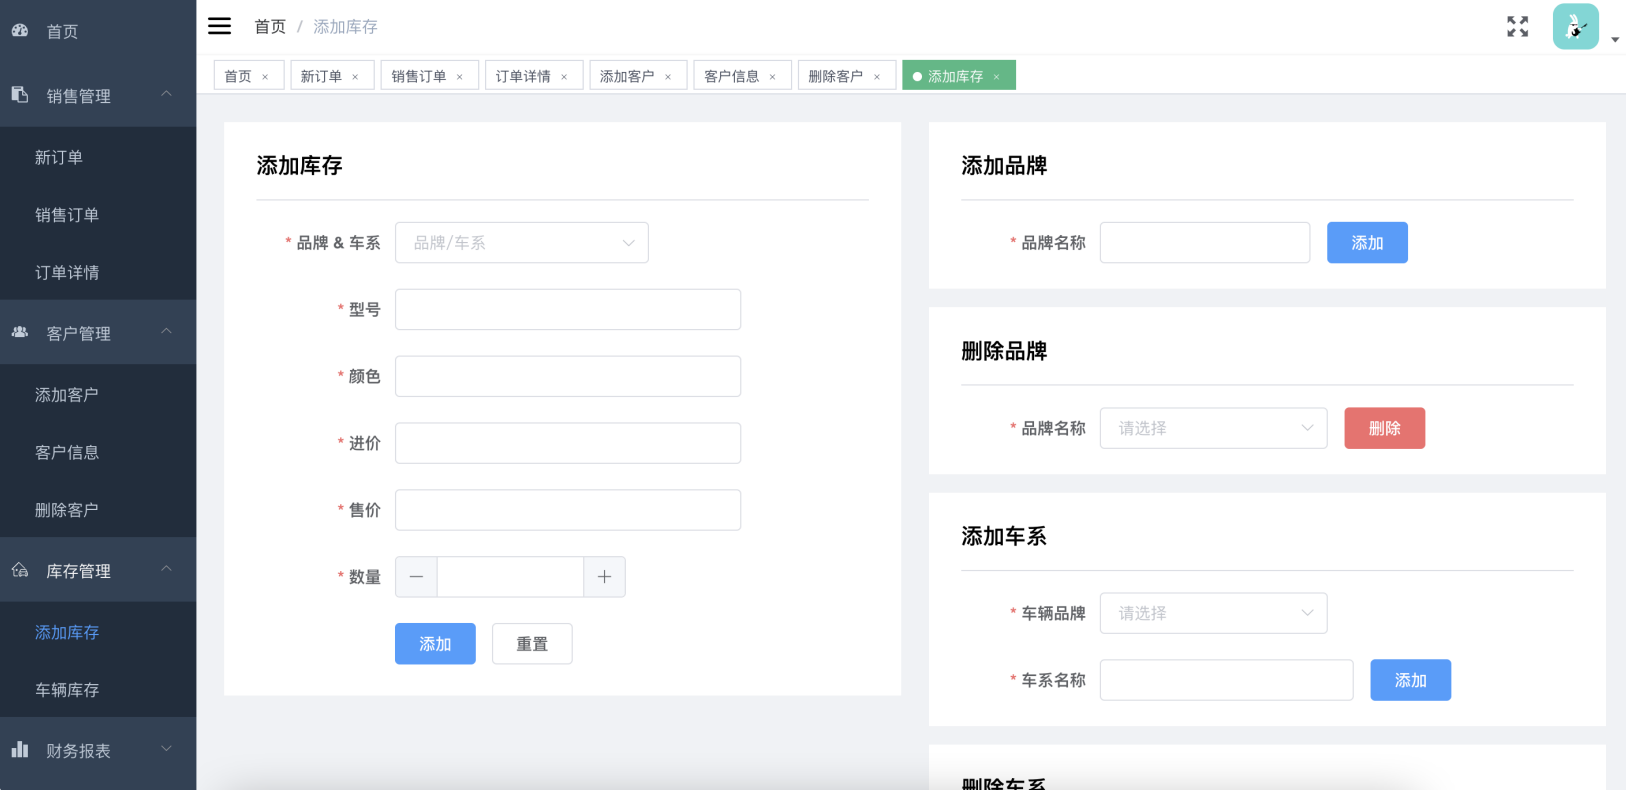 首页
销售管理
新订单
销售订单
订单详情
客户管理
添加客户
客户信息
删除客户
库存管理
添加库存
车辆库存
财务报表
首页 / 添加库存
首页 × 新订单 × 销售订单 × 订单详情 × 添加客户 × 客户信息 × 删除客户 × 添加库存 ×
添加库存
* 品牌 & 车系 品牌/车系
* 型号
* 颜色
* 进价
* 售价
* 数量
添加 重置
添加品牌
* 品牌名称 添加
删除品牌
* 品牌名称 请选择 删除
添加车系
* 车辆品牌 请选择
* 车系名称 添加
删除车系